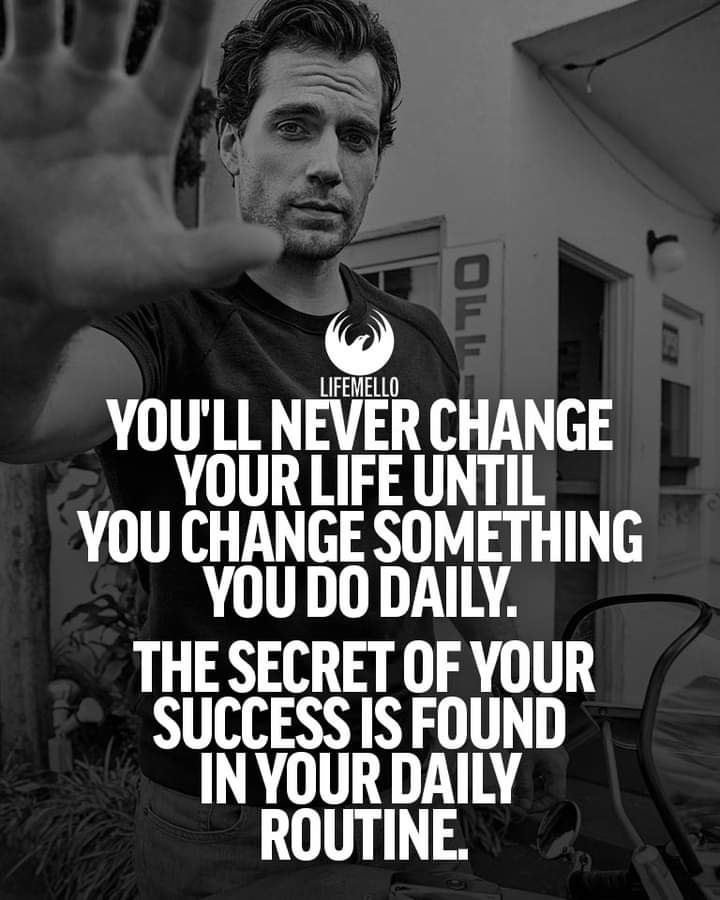 OFFI
LIFEMELLO
YOU'LL NEVER CHANGE
YOUR LIFE UNTIL
YOU CHANGE SOMETHING
YOU DO DAILY.
THE SECRET OF YOUR
SUCCESS IS FOUND
IN YOUR DAILY
ROUTINE.